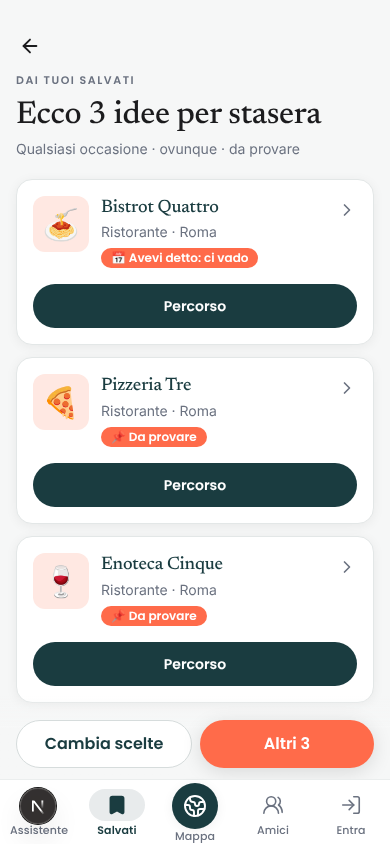 DAI TUOI SALVATI
Ecco 3 idee per stasera
Qualsiasi occasione · ovunque · da provare
Bistrot Quattro
Ristorante · Roma
📅 Avevi detto: ci vado
Percorso
Pizzeria Tre
Ristorante · Roma
📌 Da provare
Percorso
Enoteca Cinque
Ristorante · Roma
📌 Da provare
Percorso
Cambia scelte
Altri 3
N
Assistente
Salvati
Mappa
Amici
Entra